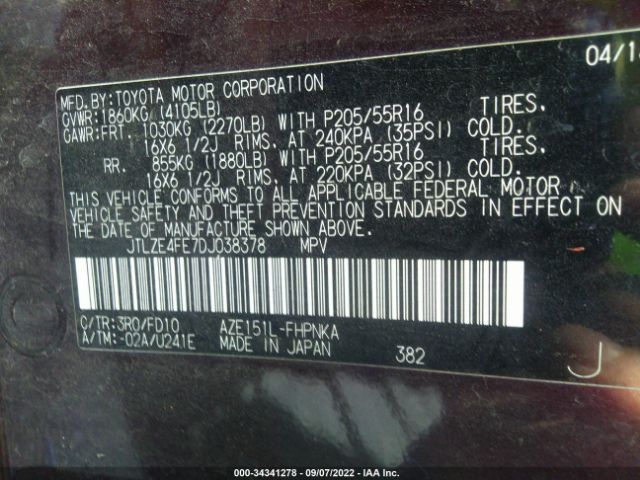 MFD.BY:TOYOTA MOTOR CORPORATION 04/1
GVWR:1860KG (4105LB)
GAWR:FRT. 1030KG (2270LB) WITH P205/55R16 TIRES,
16X6 1/2J RIMS, AT 240KPA (35PSI) COLD.
RR. 855KG (1880LB) WITH P205/55R16 TIRES,
16X6 1/2J RIMS, AT 220KPA (32PSI) COLD.
THIS VEHICLE CONFORMS TO ALL APPLICABLE FEDERAL MOTOR
VEHICLE SAFETY AND THEFT PREVENTION STANDARDS IN EFFECT ON
THE DATE OF MANUFACTURE SHOWN ABOVE.
JTLZE4FE7DJ038378 MPV
C/TR:3R0/FD10 AZE151L-FHPNKA
A/TM:-02A/U241E MADE IN JAPAN 382 J
000-34341278 - 09/07/2022 - IAA Inc.